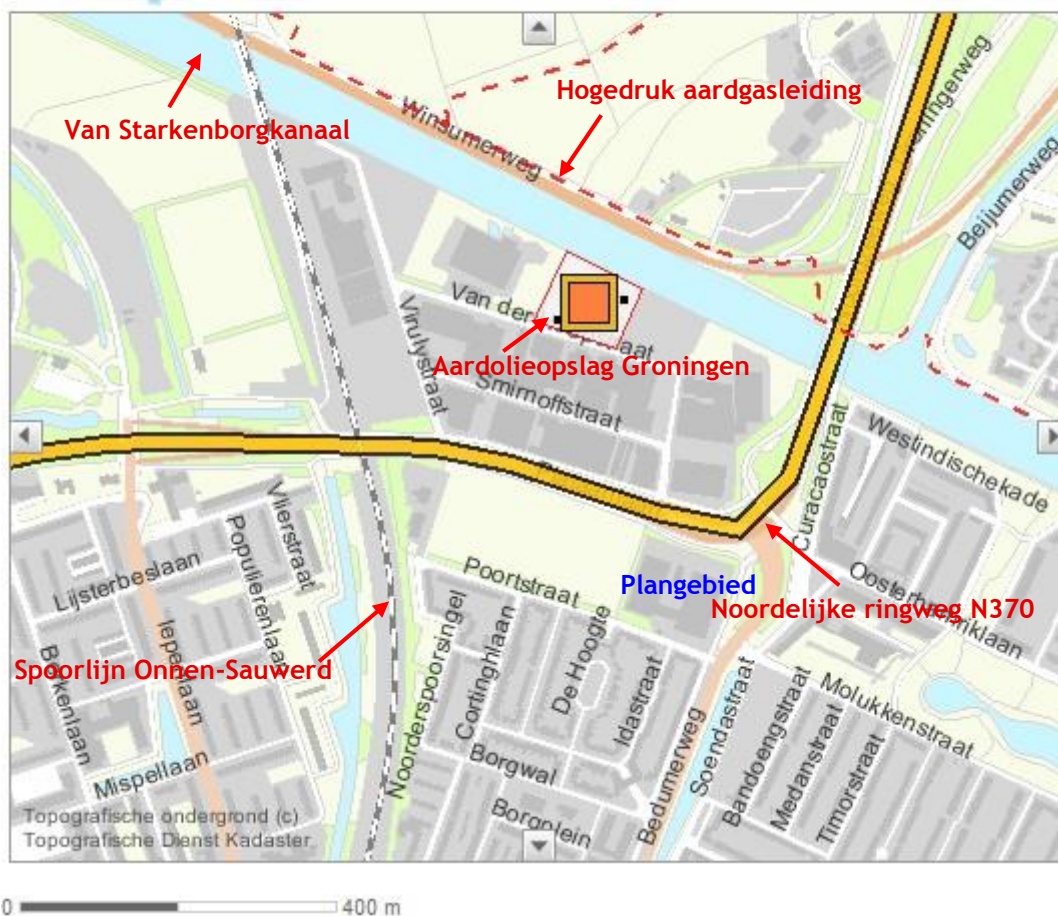 Van Starkenborgkanaal
Hogedruk aardgasleiding
Winsumerweg
ningerweg
Beijumerweg
Van der
aat
Virulystraat
Aardolieopslag Groningen
Smirnoffstraat
Curacaostraat
Westindischekade
Vlierstraat
Populierenlaan
Lijsterbeslaan
Poortstraat
Plangebied
Noordelijke ringweg N370
Iepenlaan
Spoorlijn Onnen-Sauwerd
Noorderspoorsingel
Cortinghlaan
De Hoogte
Idastraat
Molukkenstraat
Berkenlaan
Mispellaan
Borgwal
Borgplein
Bedumerweg
Soendastraat
Bandoengstraat
Medanstraat
Timorstraat
Topografische ondergrond (c)
Topografische Dienst Kadaster
0 400 m